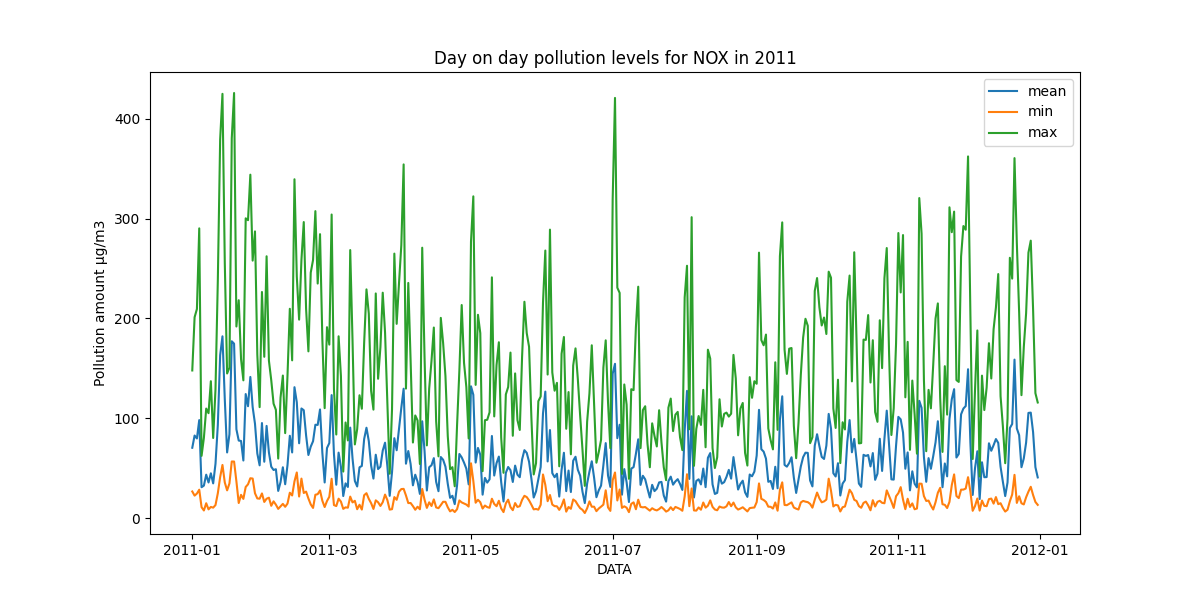 Day on day pollution levels for NOX in 2011
Pollution amount µg/m3
400
300
200
100
0
mean
min
max
2011-01 2011-03 2011-05 2011-07 2011-09 2011-11 2012-01
DATA